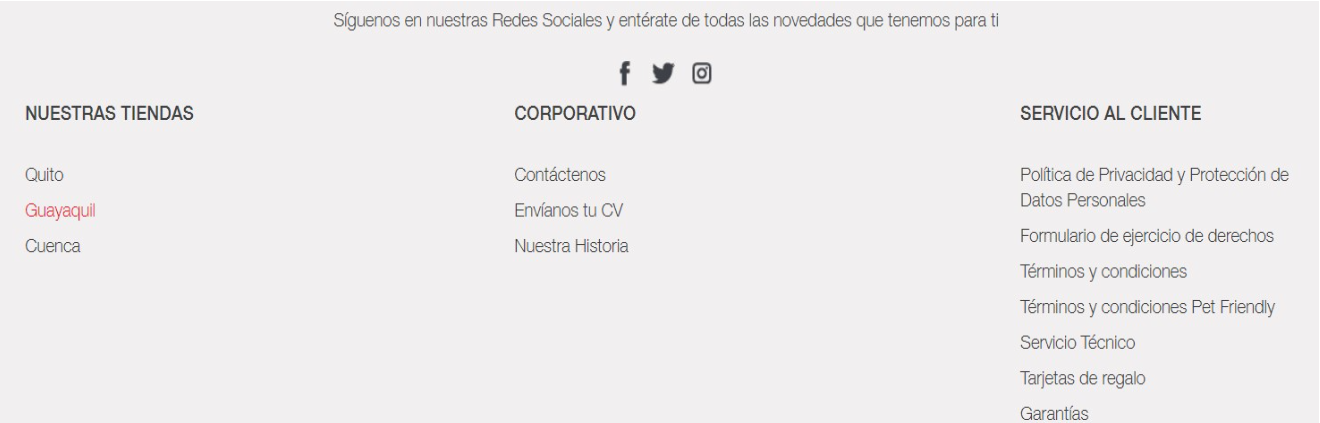 Síguenos en nuestras Redes Sociales y entérate de todas las novedades que tenemos para ti
NUESTRAS TIENDAS
Quito
Guayaquil
Cuenca
CORPORATIVO
Contáctenos
Envíanos tu CV
Nuestra Historia
SERVICIO AL CLIENTE
Política de Privacidad y Protección de
Datos Personales
Formulario de ejercicio de derechos
Términos y condiciones
Términos y condiciones Pet Friendly
Servicio Técnico
Tarjetas de regalo
Garantías